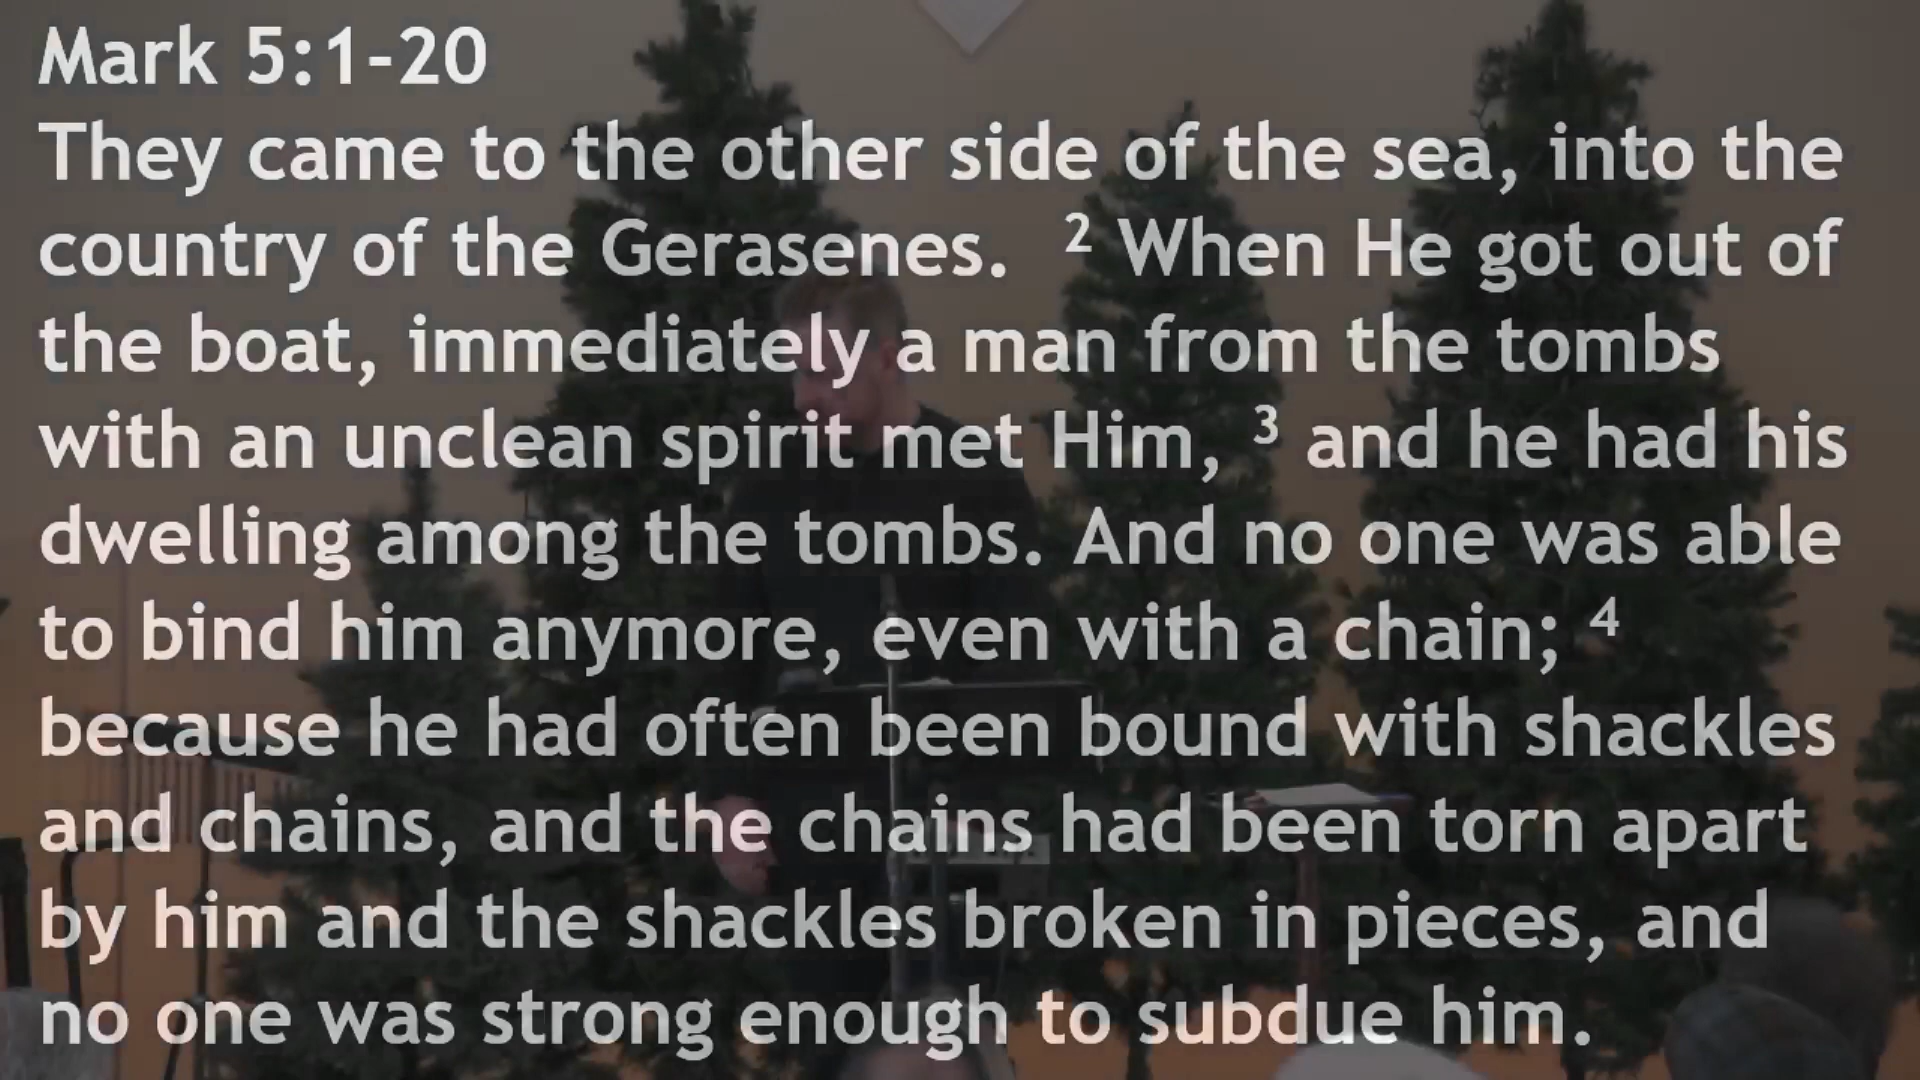 Mark 5:1-20
They came to the other side of the sea, into the
country of the Gerasenes. ² When He got out of
the boat, immediately a man from the tombs
with an unclean spirit met Him, ³ and he had his
dwelling among the tombs. And no one was able
to bind him anymore, even with a chain; ⁴
because he had often been bound with shackles
and chains, and the chains had been torn apart
by him and the shackles broken in pieces, and
no one was strong enough to subdue him.